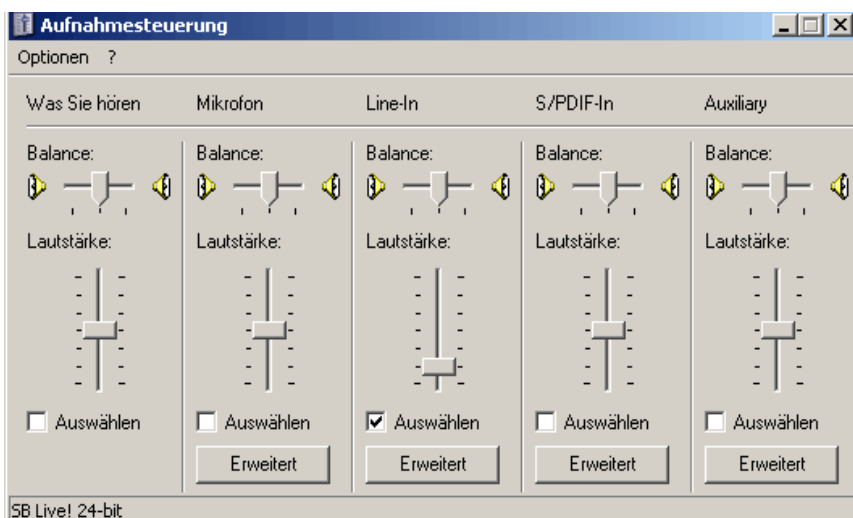 Aufnahmesteuerung
Optionen ?
Was Sie hören Mikrofon Line-In S/PDIF-In Auxiliary
Balance: Balance: Balance: Balance: Balance:
Lautstärke: Lautstärke: Lautstärke: Lautstärke: Lautstärke:
Auswählen Auswählen Auswählen Auswählen Auswählen
Erweitert Erweitert Erweitert Erweitert
SB Live! 24-bit